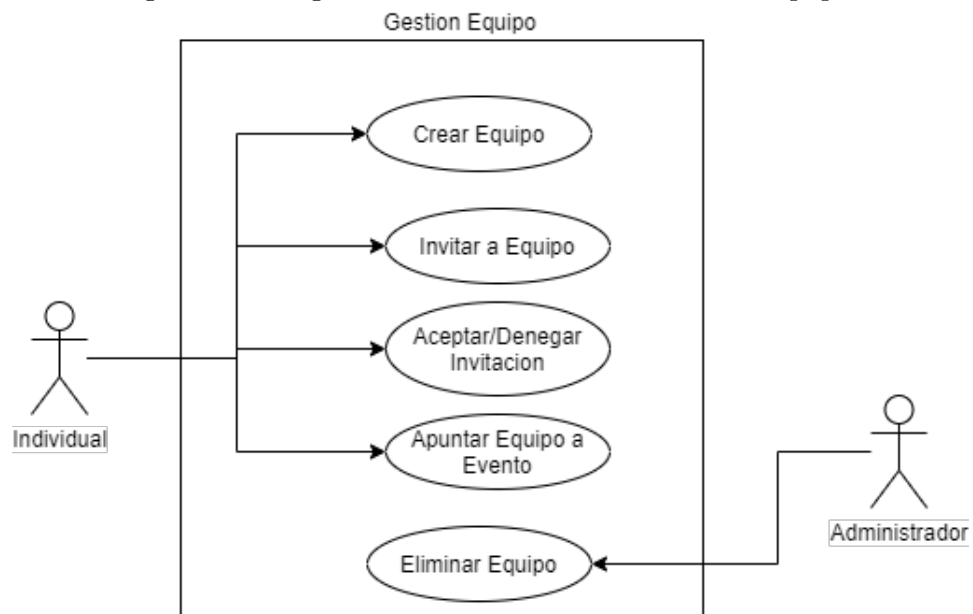 Gestion Equipo
Crear Equipo
Invitar a Equipo
Aceptar/Denegar
Invitacion
Individual
Apuntar Equipo a
Evento
Administrador
Eliminar Equipo